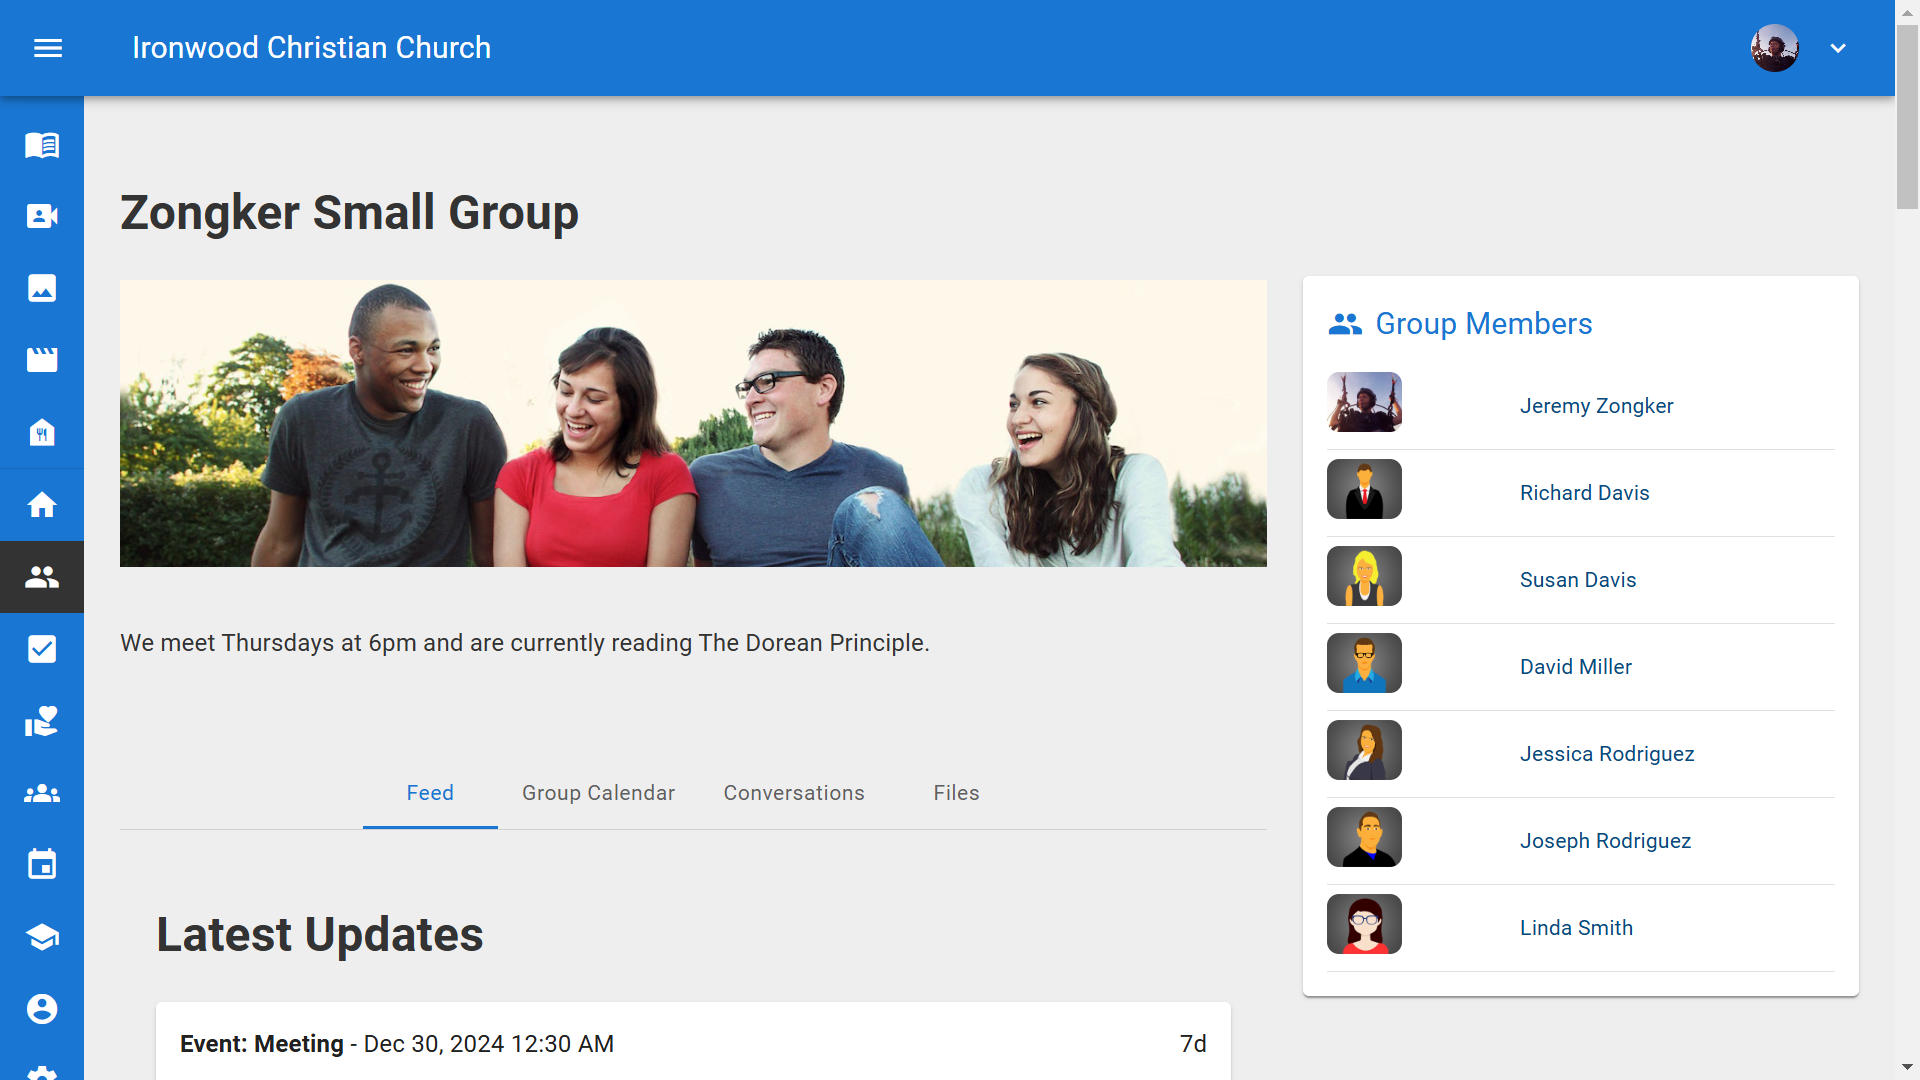 Ironwood Christian Church
Zongker Small Group
We meet Thursdays at 6pm and are currently reading The Dorean Principle.
Feed
Group Calendar
Conversations
Files
Latest Updates
Event: Meeting - Dec 30, 2024 12:30 AM
7d
Group Members
Jeremy Zongker
Richard Davis
Susan Davis
David Miller
Jessica Rodriguez
Joseph Rodriguez
Linda Smith